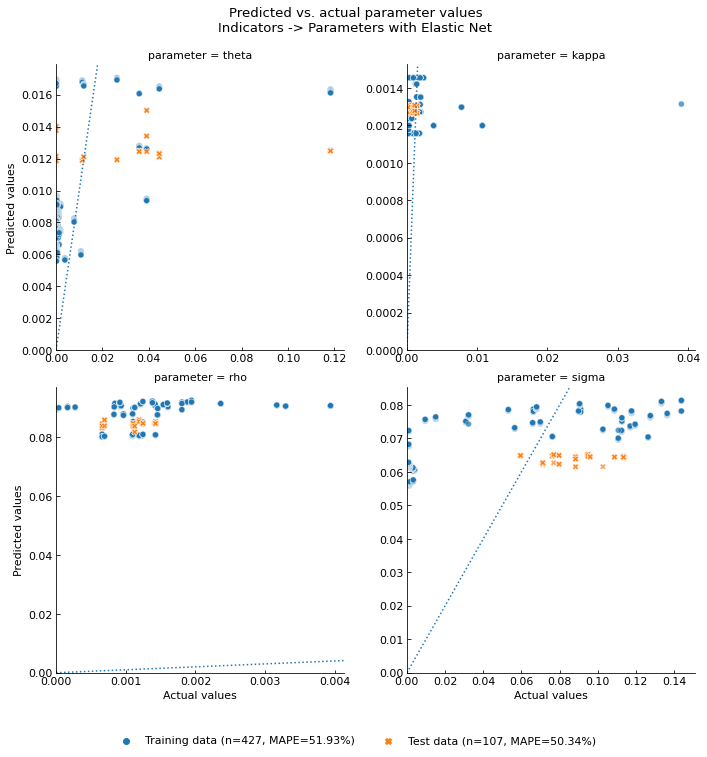 Predicted vs. actual parameter values
Indicators -> Parameters with Elastic Net
parameter = theta
0.016
0.014
0.012
0.010
0.008
0.006
0.004
0.002
0.000
Predicted values
0.00 0.02 0.04 0.06 0.08 0.10 0.12
parameter = kappa
0.0014
0.0012
0.0010
0.0008
0.0006
0.0004
0.0002
0.0000
0.00 0.01 0.02 0.03 0.04
parameter = rho
0.08
0.06
0.04
0.02
0.00
Predicted values
0.000 0.001 0.002 0.003 0.004
Actual values
parameter = sigma
0.08
0.07
0.06
0.05
0.04
0.03
0.02
0.01
0.00
0.00 0.02 0.04 0.06 0.08 0.10 0.12 0.14
Actual values
Training data (n=427, MAPE=51.93%)
Test data (n=107, MAPE=50.34%)